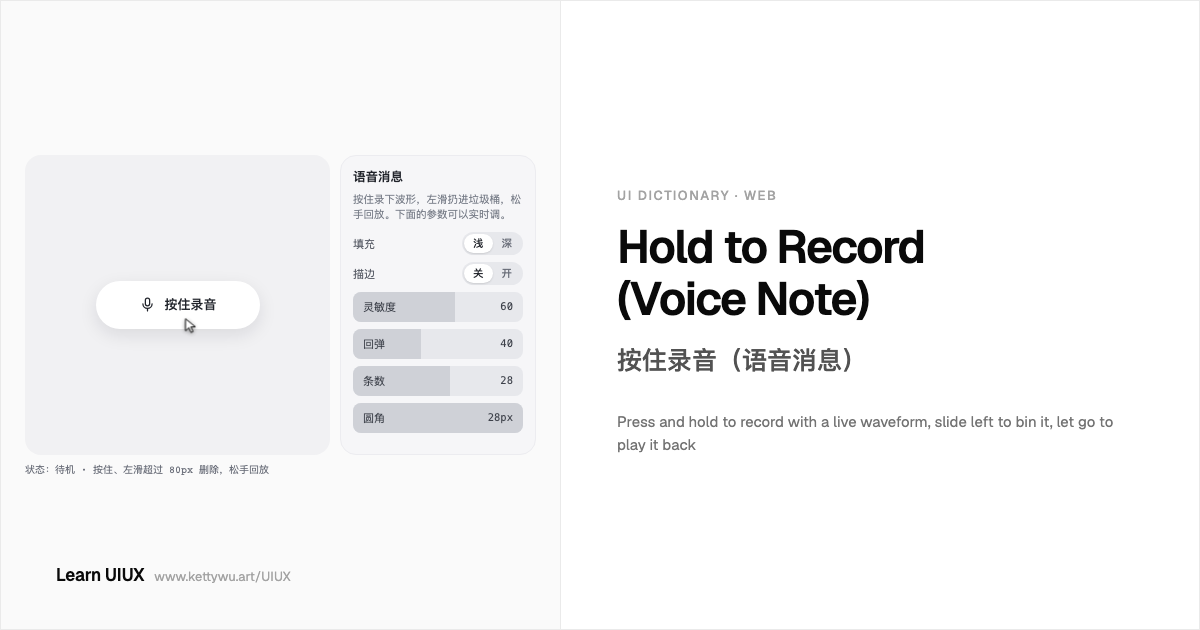 按住录音
语音消息
按住录下波形，左滑扔进垃圾桶，松
手回放。下面的参数可以实时调。
填充 浅 深
描边 关 开
灵敏度 60
回弹 40
条数 28
圆角 28px
状态：待机 · 按住、左滑超过 80px 删除，松手回放
Learn UIUX www.kettywu.art/UIUX
UI DICTIONARY · WEB
Hold to Record
(Voice Note)
按住录音（语音消息）
Press and hold to record with a live waveform, slide left to bin it, let go to
play it back